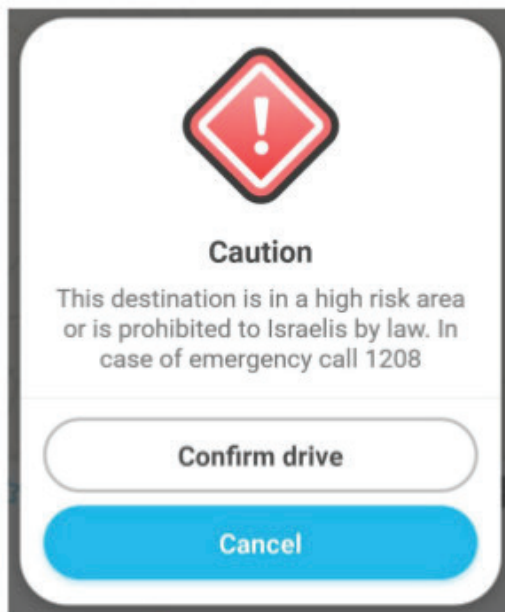 Caution
This destination is in a high risk area
or is prohibited to Israelis by law. In
case of emergency call 1208
Confirm drive
Cancel